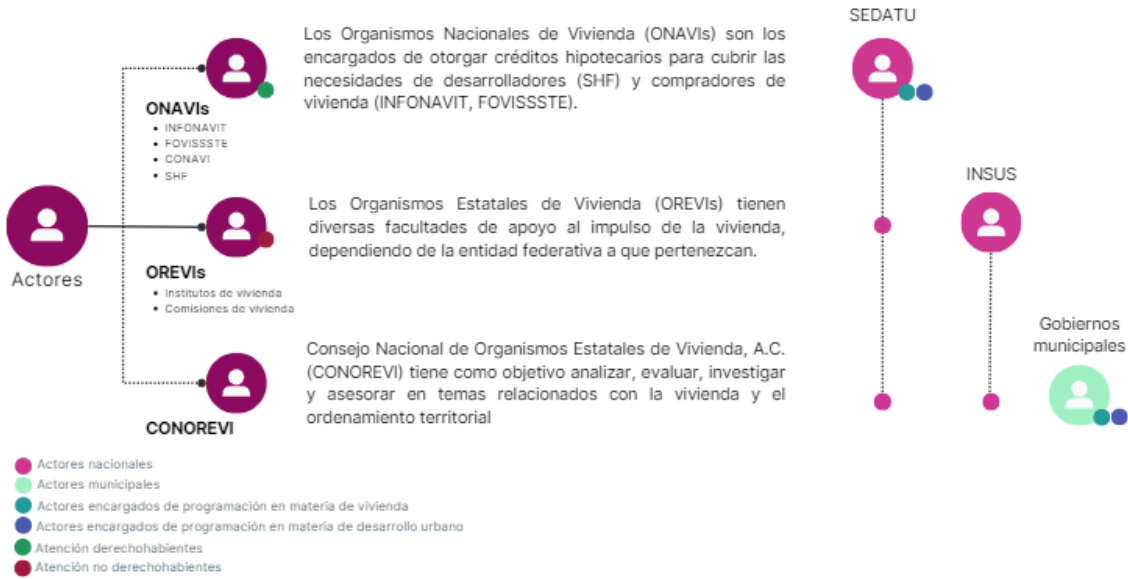 Los Organismos Nacionales de Vivienda (ONAVIs) son los
encargados de otorgar créditos hipotecarios para cubrir las
necesidades de desarrolladores (SHF) y compradores de
vivienda (INFONAVIT, FOVISSSTE).
ONAVIs
INFONAVIT
FOVISSSTE
CONAVI
SHF
Actores
Los Organismos Estatales de Vivienda (OREVIs) tienen
diversas facultades de apoyo al impulso de la vivienda,
dependiendo de la entidad federativa a que pertenezcan.
OREVIs
Institutos de vivienda
Comisiones de vivienda
Consejo Nacional de Organismos Estatales de Vivienda, A.C.
(CONOREVI) tiene como objetivo analizar, evaluar, investigar
y asesorar en temas relacionados con la vivienda y el
ordenamiento territorial
CONOREVI
SEDATU
INSUS
Gobiernos
municipales
Actores nacionales
Actores municipales
Actores encargados de programación en materia de vivienda
Actores encargados de programación en materia de desarrollo urbano
Atención derechohabientes
Atención no derechohabientes